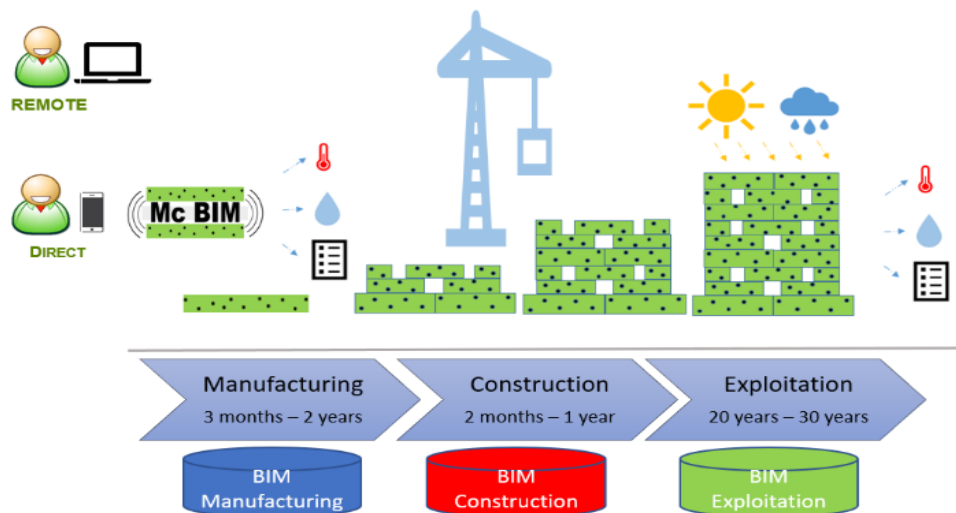 REMOTE
DIRECT
Mc BIM
Manufacturing
3 months – 2 years
Construction
2 months – 1 year
Exploitation
20 years – 30 years
BIM
Manufacturing
BIM
Construction
BIM
Exploitation